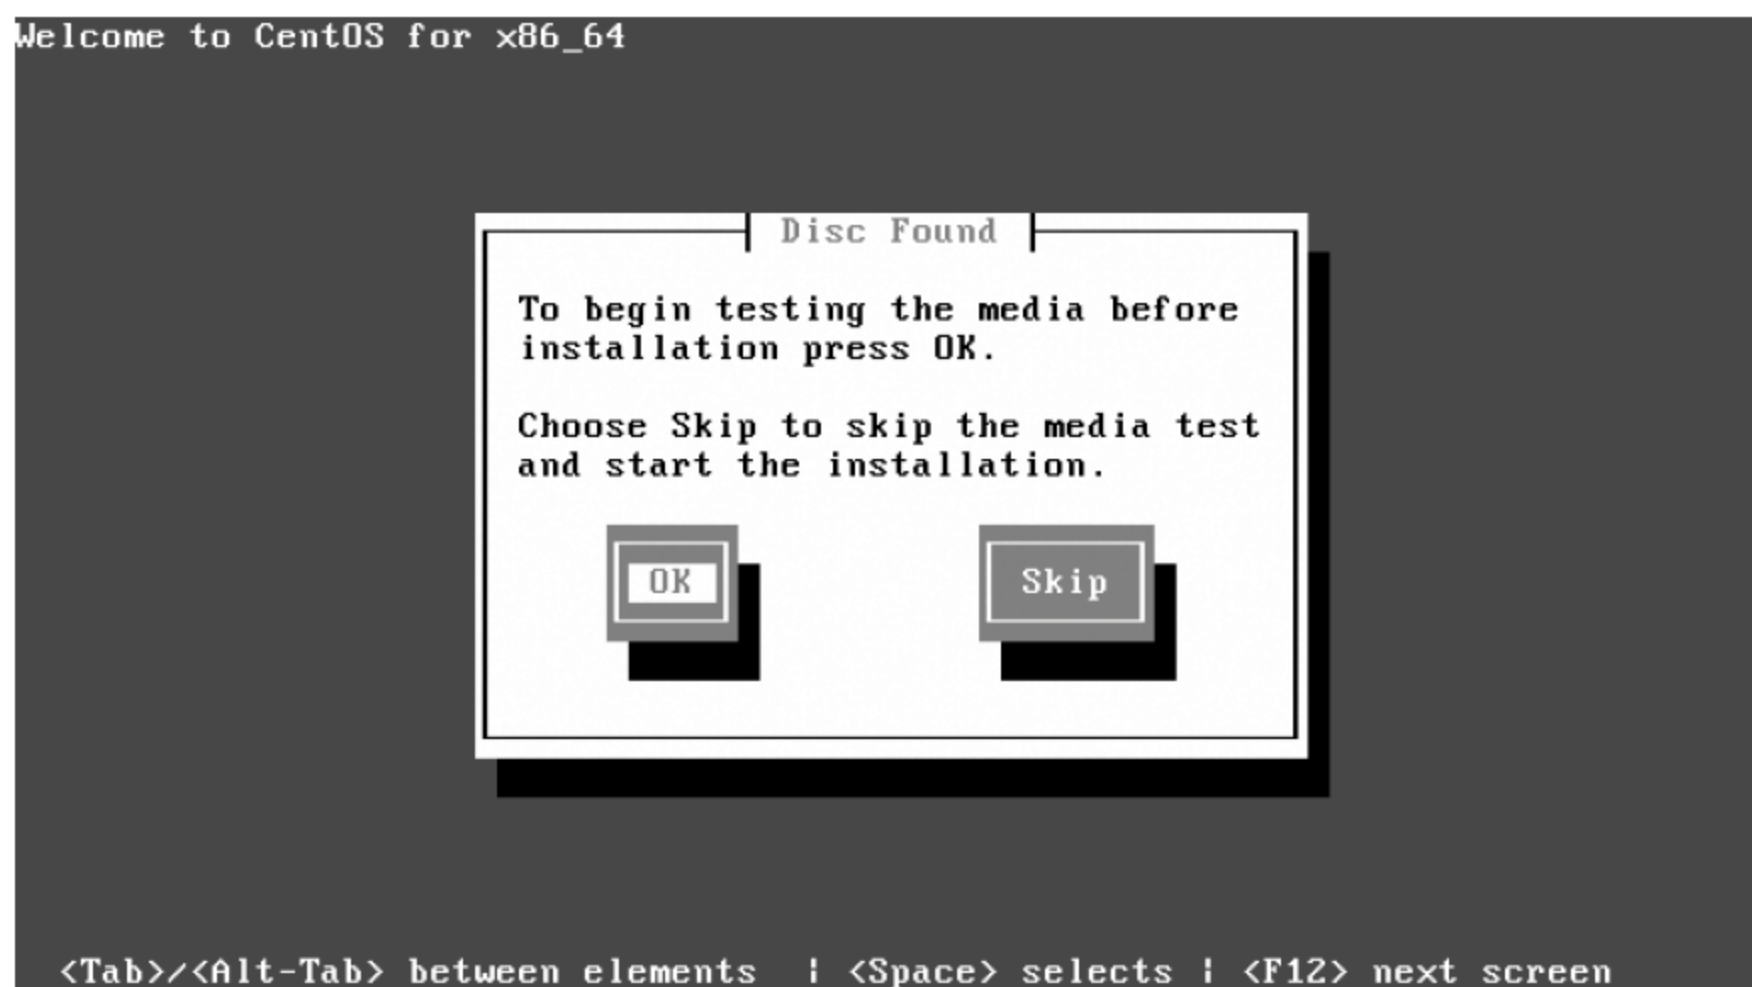 Welcome to CentOS for x86_64
Disc Found
To begin testing the media before
installation press OK.
Choose Skip to skip the media test
and start the installation.
OK Skip
<Tab>/<Alt-Tab> between elements | <Space> selects | <F12> next screen